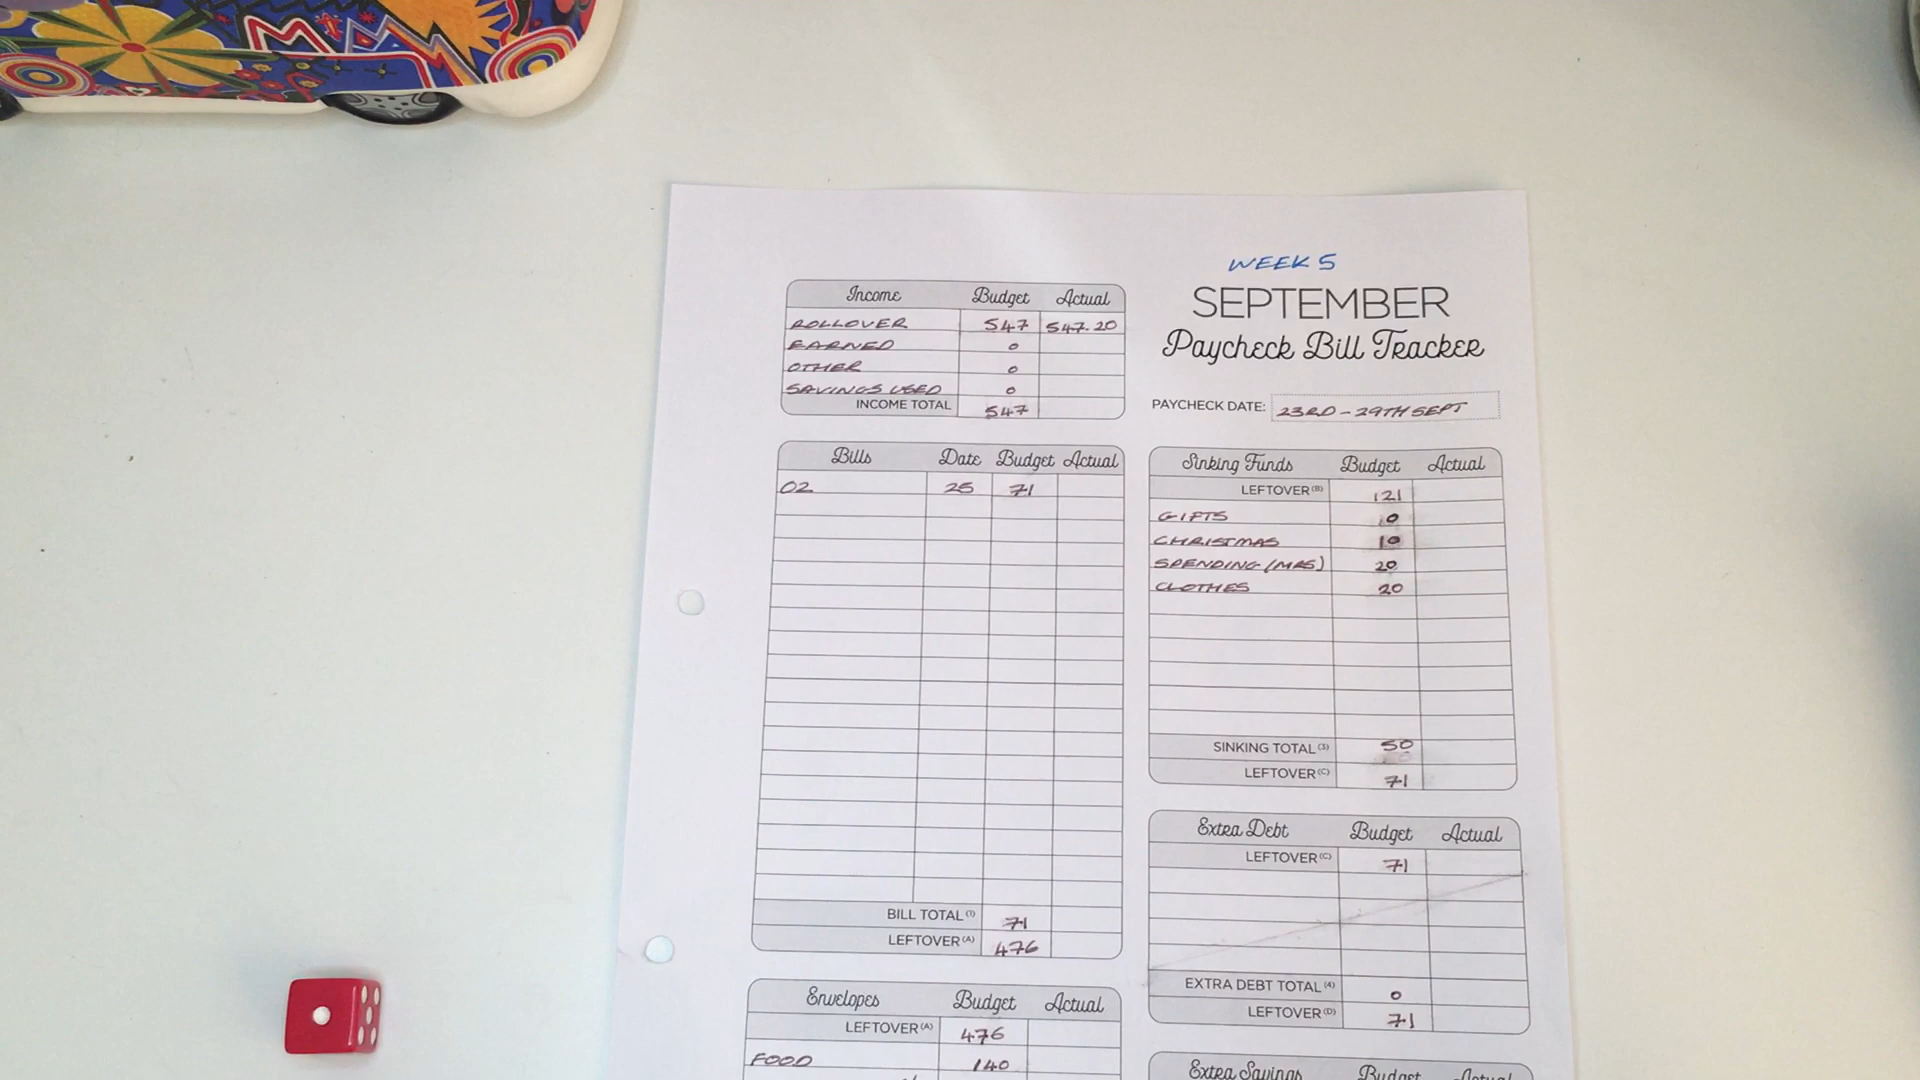 WEEK 5
SEPTEMBER
Paycheck Bill Tracker
PAYCHECK DATE: 23RD - 29TH SEPT
Income Budget Actual
ROLLOVER 547 547.20
EARNED 0
OTHER 0
SAVINGS USED 0
INCOME TOTAL 547
Bills Date Budget Actual
02 25 71
BILL TOTAL (1) 71
LEFTOVER (A) 476
Envelopes Budget Actual
LEFTOVER (A) 476
FOOD 140
Sinking Funds Budget Actual
LEFTOVER (B) 121
GIFTS 0
CHRISTMAS 10
SPENDING (MRS) 20
CLOTHES 20
SINKING TOTAL (3) 50
LEFTOVER (C) 71
Extra Debt Budget Actual
LEFTOVER (C) 71
EXTRA DEBT TOTAL (4) 0
LEFTOVER (D) 71
Extra Savings Budget Actual